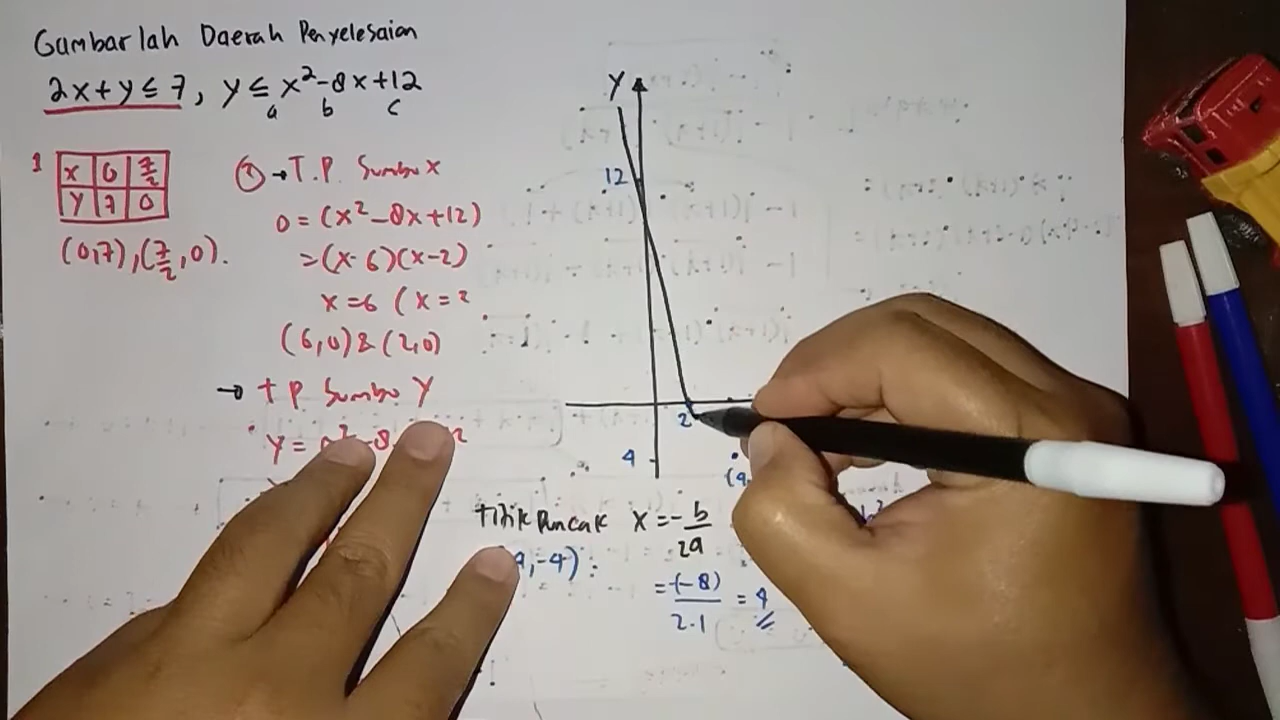 Gambarlah Daerah Penyelesaian
2x+y≤7, y≤x²-8x+12
a b c
1
x 0 7/2
y 7 0
(0,7),(7/2,0).
② → T.P. Sumbu X
0=(x²-8x+12)
=(x-6)(x-2)
x=6 ( x=2
(6,0)&(2,0)
→ T P. Sumbu Y
y=
Y
12
2
4
(4
Titik Puncak x=-b/2a
4,-4):
=(-8)/2.1 = 4